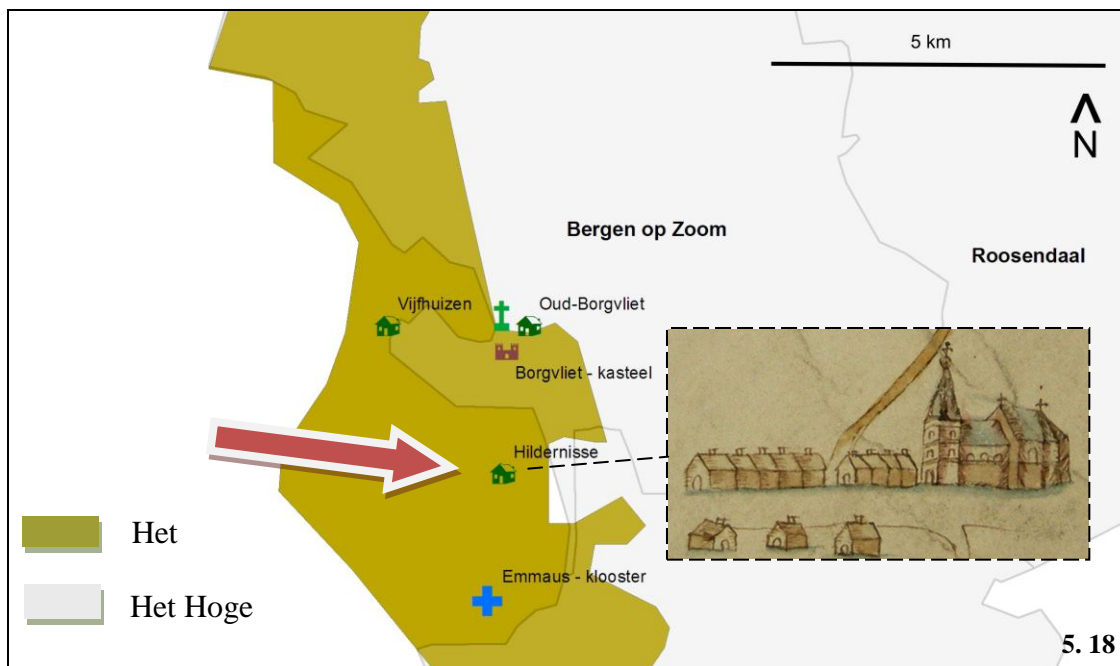 5 km
N
Bergen op Zoom
Roosendaal
Vijfhuizen
Oud-Borgvliet
Borgvliet - kasteel
Hildernisse
Emmaus - klooster
Het
Het Hoge
5. 18